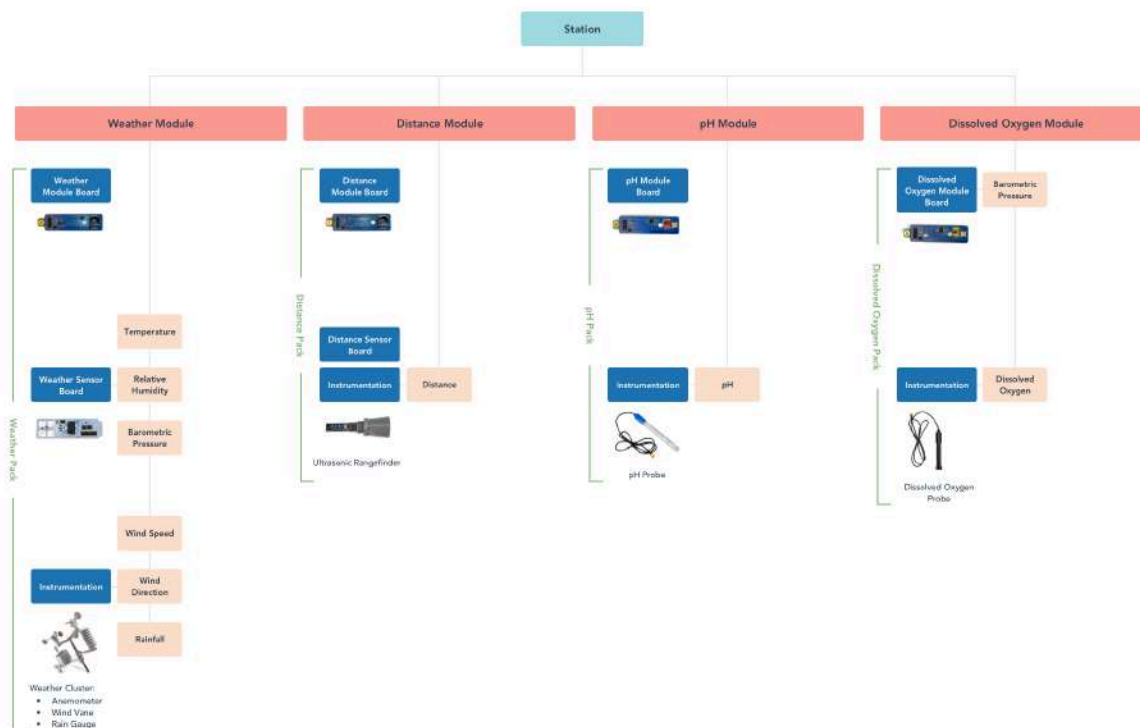 Station
Weather Module
Distance Module
pH Module
Dissolved Oxygen Module
Weather
Module Board
Distance
Module Board
pH Module
Board
Dissolved
Oxygen Module
Board
Barometric
Pressure
Weather Pack
Temperature
Weather Sensor
Board
Relative
Humidity
Barometric
Pressure
Wind Speed
Instrumentation
Wind
Direction
Rainfall
Weather Cluster:
• Anemometer
• Wind Vane
• Rain Gauge
Distance Pack
Distance Sensor
Board
Instrumentation
Distance
Ultrasonic Rangefinder
pH Pack
Instrumentation
pH
pH Probe
Dissolved Oxygen Pack
Instrumentation
Dissolved
Oxygen
Dissolved Oxygen
Probe